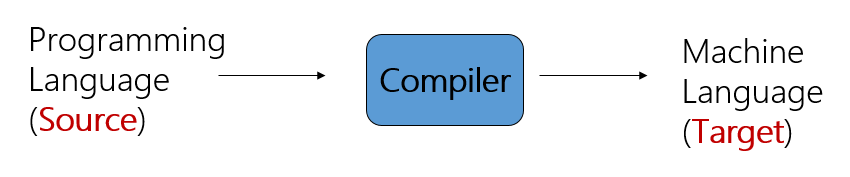 Programming
Language
(Source)
Compiler
Machine
Language
(Target)